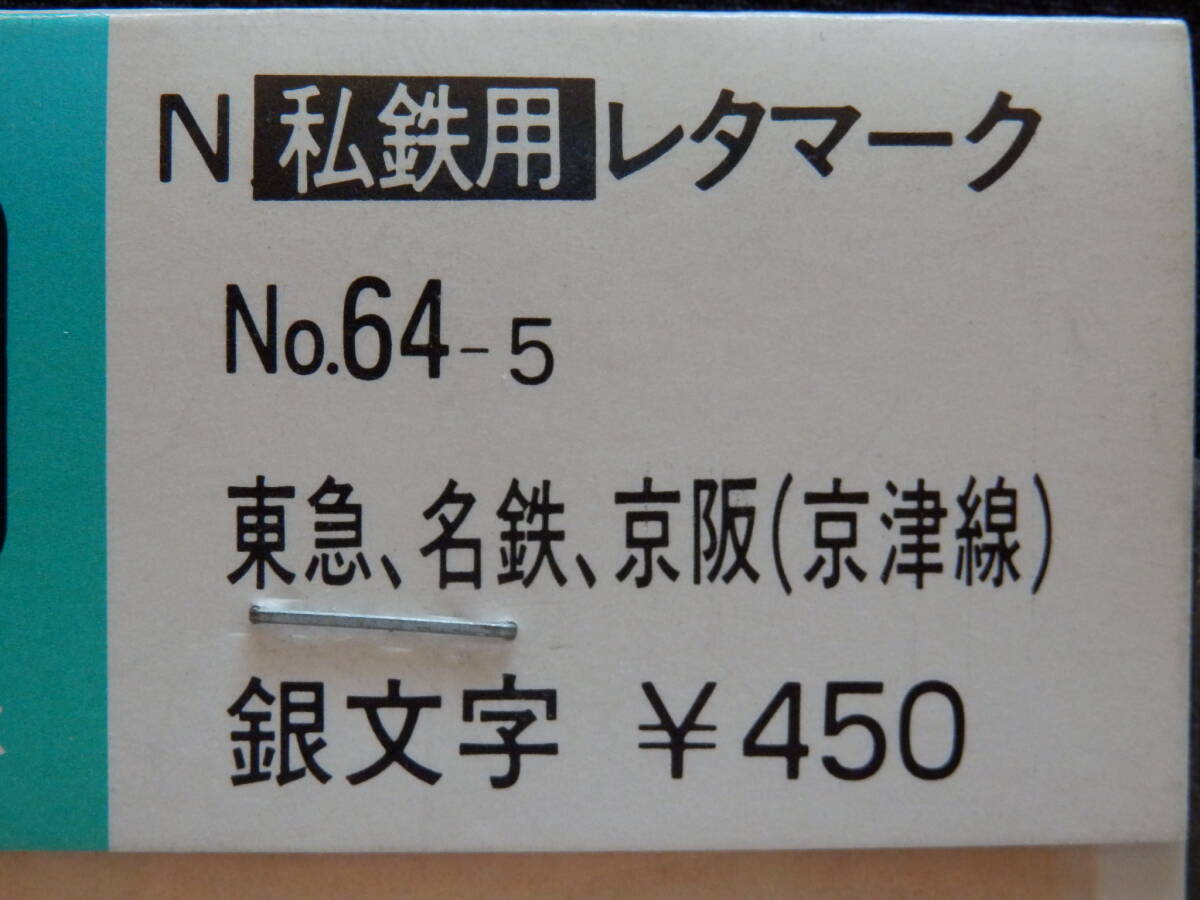 N私鉄用レタマーク
No.64-5
東急、名鉄、京阪(京津線)
銀文字 ¥450